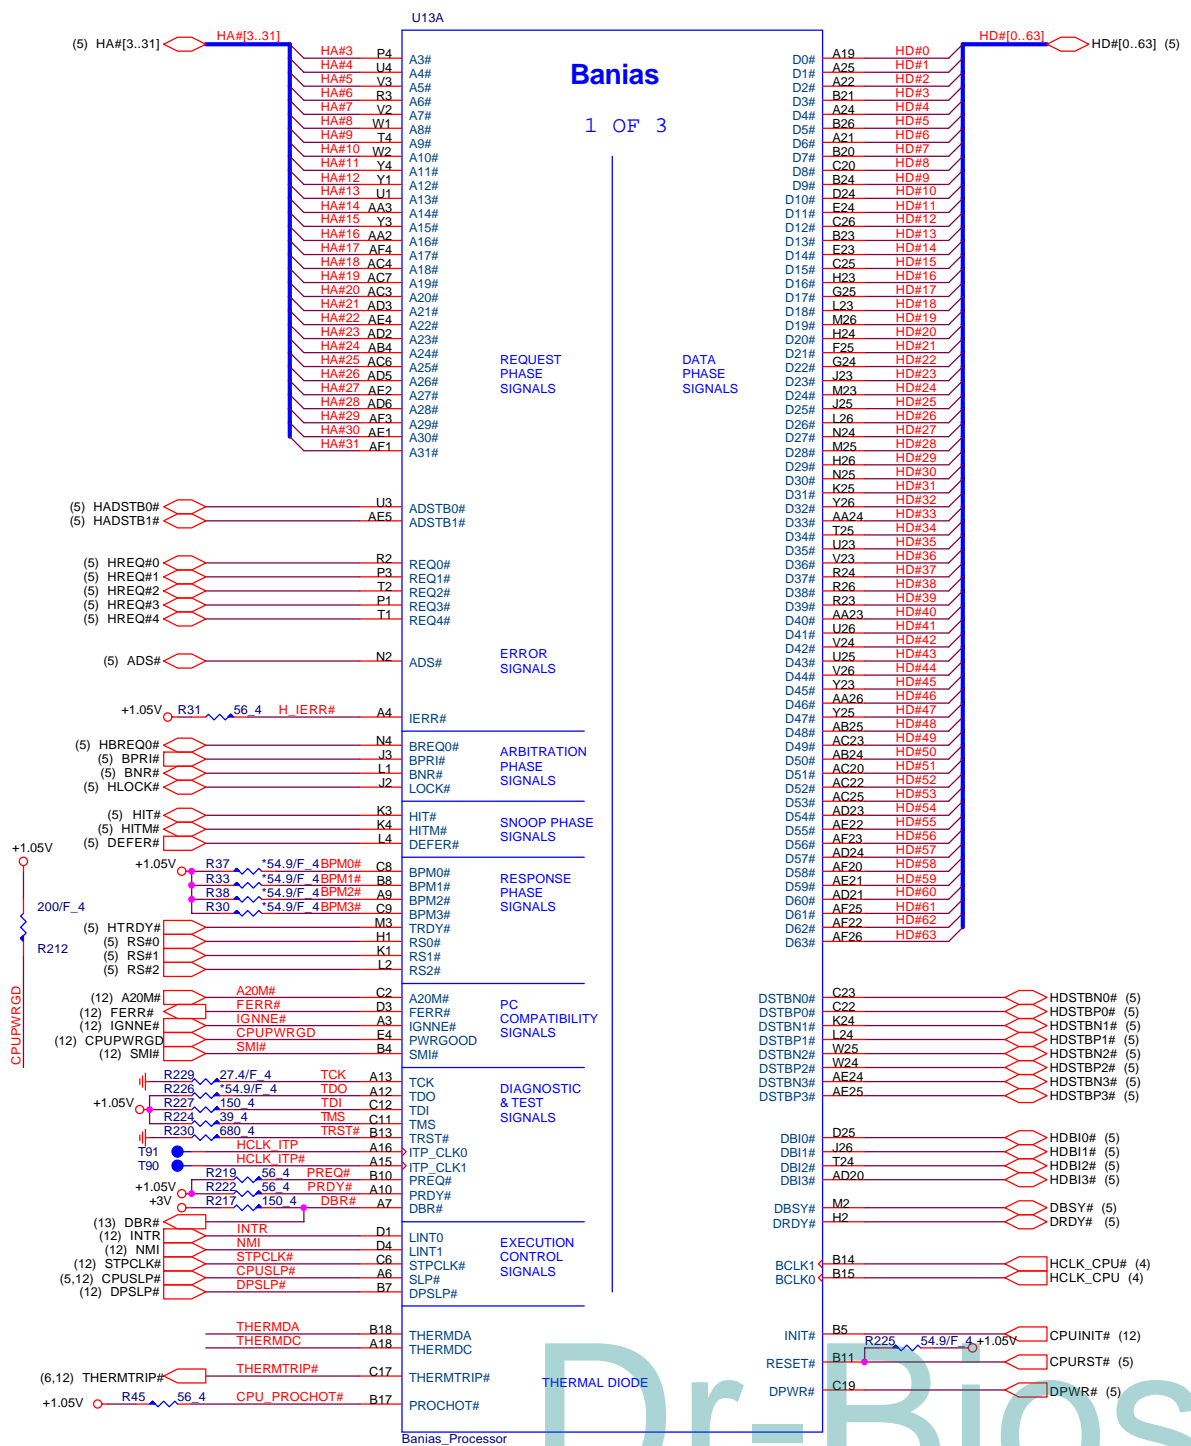 U13A
Banias
1 OF 3
(5) HA#[3..31]
HA#[3..31]
HD#[0..63]
HD#[0..63] (5)
HA#3 P4 A3#
HA#4 U4 A4#
HA#5 V3 A5#
HA#6 R3 A6#
HA#7 V2 A7#
HA#8 W1 A8#
HA#9 T4 A9#
HA#10 W2 A10#
HA#11 Y4 A11#
HA#12 Y1 A12#
HA#13 U1 A13#
HA#14 AA3 A14#
HA#15 Y3 A15#
HA#16 AA2 A16#
HA#17 AF4 A17#
HA#18 AC4 A18#
HA#19 AC7 A19#
HA#20 AC3 A20#
HA#21 AD3 A21#
HA#22 AE4 A22#
HA#23 AD2 A23#
HA#24 AB4 A24#
HA#25 AC6 A25#
HA#26 AD5 A26#
HA#27 AE2 A27#
HA#28 AD6 A28#
HA#29 AF3 A29#
HA#30 AE1 A30#
HA#31 AF1 A31#
REQUEST
PHASE
SIGNALS
(5) HADSTB0# U3 ADSTB0#
(5) HADSTB1# AE5 ADSTB1#
(5) HREQ#0 R2 REQ0#
(5) HREQ#1 P3 REQ1#
(5) HREQ#2 T2 REQ2#
(5) HREQ#3 P1 REQ3#
(5) HREQ#4 T1 REQ4#
(5) ADS# N2 ADS#
ERROR
SIGNALS
+1.05V R31 56_4 H_IERR# A4 IERR#
(5) HBREQ0# N4 BREQ0#
(5) BPRI# J3 BPRI#
(5) BNR# L1 BNR#
(5) HLOCK# J2 LOCK#
ARBITRATION
PHASE
SIGNALS
(5) HIT# K3 HIT#
(5) HITM# K4 HITM#
(5) DEFER# L4 DEFER#
SNOOP PHASE
SIGNALS
+1.05V
R37 *54.9/F_4 BPM0# C8 BPM0#
R33 *54.9/F_4 BPM1# B8 BPM1#
R38 *54.9/F_4 BPM2# A9 BPM2#
R30 *54.9/F_4 BPM3# C9 BPM3#
RESPONSE
PHASE
SIGNALS
(5) HTRDY# M3 TRDY#
(5) RS#0 H1 RS0#
(5) RS#1 K1 RS1#
(5) RS#2 L2 RS2#
+1.05V
200/F_4
R212
CPUPWRGD
(12) A20M# A20M# C2 A20M#
(12) FERR# FERR# D3 FERR#
(12) IGNNE# IGNNE# A3 IGNNE#
(12) CPUPWRGD CPUPWRGD E4 PWRGOOD
(12) SMI# SMI# B4 SMI#
PC
COMPATIBILITY
SIGNALS
R229 27.4/F_4 TCK A13 TCK
R226 *54.9/F_4 TDO A12 TDO
+1.05V R227 150_4 TDI C12 TDI
R224 39_4 TMS C11 TMS
R230 680_4 TRST# B13 TRST#
DIAGNOSTIC
& TEST
SIGNALS
T91 HCLK_ITP A16 ITP_CLK0
T90 HCLK_ITP# A15 ITP_CLK1
R219 56_4 PREQ# B10 PREQ#
+1.05V R222 56_4 PRDY# A10 PRDY#
+3V R217 150_4 DBR# A7 DBR#
(13) DBR#
(12) INTR INTR D1 LINT0
(12) NMI NMI D4 LINT1
(12) STPCLK# STPCLK# C6 STPCLK#
(5,12) CPUSLP# CPUSLP# A6 SLP#
(12) DPSLP# DPSLP# B7 DPSLP#
EXECUTION
CONTROL
SIGNALS
THERMDA B18 THERMDA
THERMDC A18 THERMDC
(6,12) THERMTRIP# THERMTRIP# C17 THERMTRIP#
+1.05V R45 56_4 CPU_PROCHOT# B17 PROCHOT#
THERMAL DIODE
DATA
PHASE
SIGNALS
D0# A19 HD#0
D1# A25 HD#1
D2# A22 HD#2
D3# B21 HD#3
D4# A24 HD#4
D5# B26 HD#5
D6# A21 HD#6
D7# B20 HD#7
D8# C20 HD#8
D9# B24 HD#9
D10# D24 HD#10
D11# E24 HD#11
D12# C26 HD#12
D13# B23 HD#13
D14# E23 HD#14
D15# C25 HD#15
D16# H23 HD#16
D17# G25 HD#17
D18# L23 HD#18
D19# M26 HD#19
D20# H24 HD#20
D21# F25 HD#21
D22# G24 HD#22
D23# J23 HD#23
D24# M23 HD#24
D25# J25 HD#25
D26# L26 HD#26
D27# N24 HD#27
D28# M25 HD#28
D29# H26 HD#29
D30# N25 HD#30
D31# K25 HD#31
D32# Y26 HD#32
D33# AA24 HD#33
D34# T25 HD#34
D35# U23 HD#35
D36# V23 HD#36
D37# R24 HD#37
D38# R26 HD#38
D39# R23 HD#39
D40# AA23 HD#40
D41# U26 HD#41
D42# V24 HD#42
D43# U25 HD#43
D44# V26 HD#44
D45# Y23 HD#45
D46# AA26 HD#46
D47# Y25 HD#47
D48# AB25 HD#48
D49# AC23 HD#49
D50# AB24 HD#50
D51# AC20 HD#51
D52# AC22 HD#52
D53# AC25 HD#53
D54# AD23 HD#54
D55# AE22 HD#55
D56# AF23 HD#56
D57# AD24 HD#57
D58# AF20 HD#58
D59# AE21 HD#59
D60# AD21 HD#60
D61# AF25 HD#61
D62# AF22 HD#62
D63# AF26 HD#63
DSTBN0# C23 HDSTBN0# (5)
DSTBP0# C22 HDSTBP0# (5)
DSTBN1# K24 HDSTBN1# (5)
DSTBP1# L24 HDSTBP1# (5)
DSTBN2# W25 HDSTBN2# (5)
DSTBP2# W24 HDSTBP2# (5)
DSTBN3# AE24 HDSTBN3# (5)
DSTBP3# AE25 HDSTBP3# (5)
DBI0# D25 HDBI0# (5)
DBI1# J26 HDBI1# (5)
DBI2# T24 HDBI2# (5)
DBI3# AD20 HDBI3# (5)
DBSY# M2 DBSY# (5)
DRDY# H2 DRDY# (5)
BCLK1 B14 HCLK_CPU# (4)
BCLK0 B15 HCLK_CPU (4)
INIT# B5 CPUINIT# (12)
R225 54.9/F_4 +1.05V
RESET# B11 CPURST# (5)
DPWR# C19 DPWR# (5)
Banias_Processor
Dr-Bios